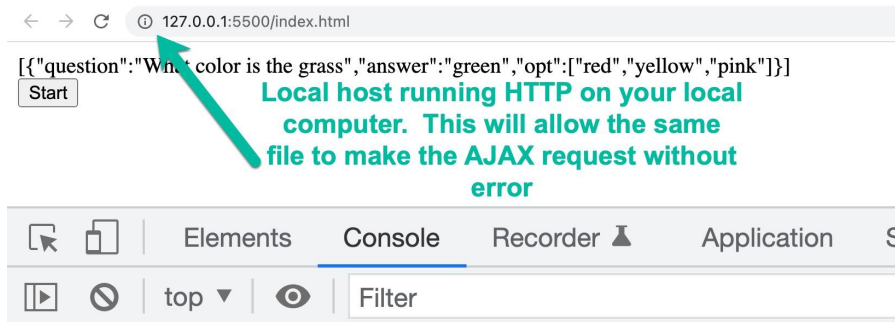 127.0.0.1:5500/index.html
[{"question":"What color is the grass","answer":"green","opt":["red","yellow","pink"]}]
Start
Local host running HTTP on your local
computer. This will allow the same
file to make the AJAX request without
error
Elements Console Recorder Application
top Filter